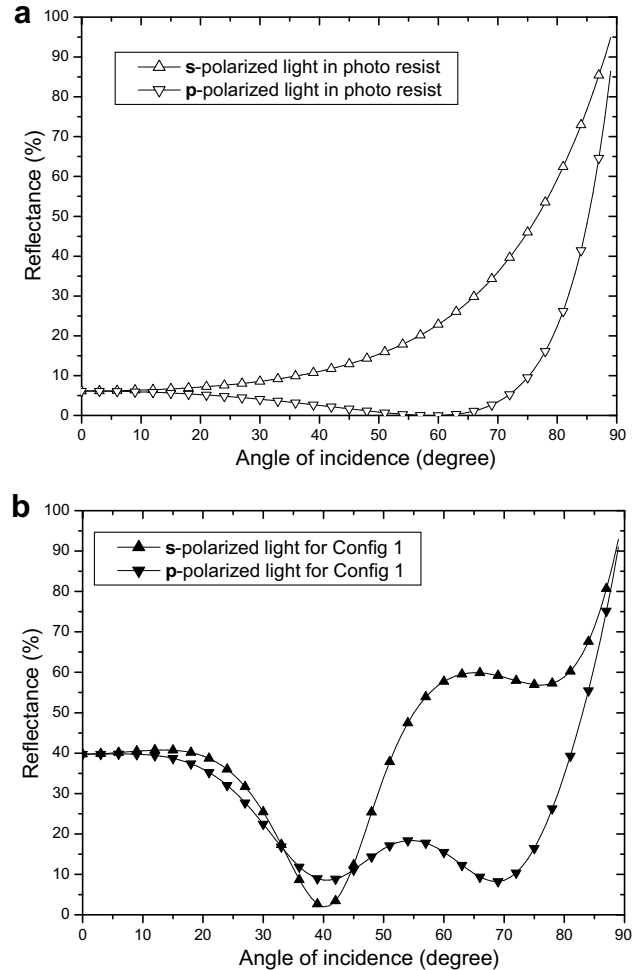 a
100
90
80
70
60
50
40
30
20
10
0
Reflectance (%)
s-polarized light in photo resist
p-polarized light in photo resist
0 10 20 30 40 50 60 70 80 90
Angle of incidence (degree)
b
100
90
80
70
60
50
40
30
20
10
0
Reflectance (%)
s-polarized light for Config 1
p-polarized light for Config 1
0 10 20 30 40 50 60 70 80 90
Angle of incidence (degree)